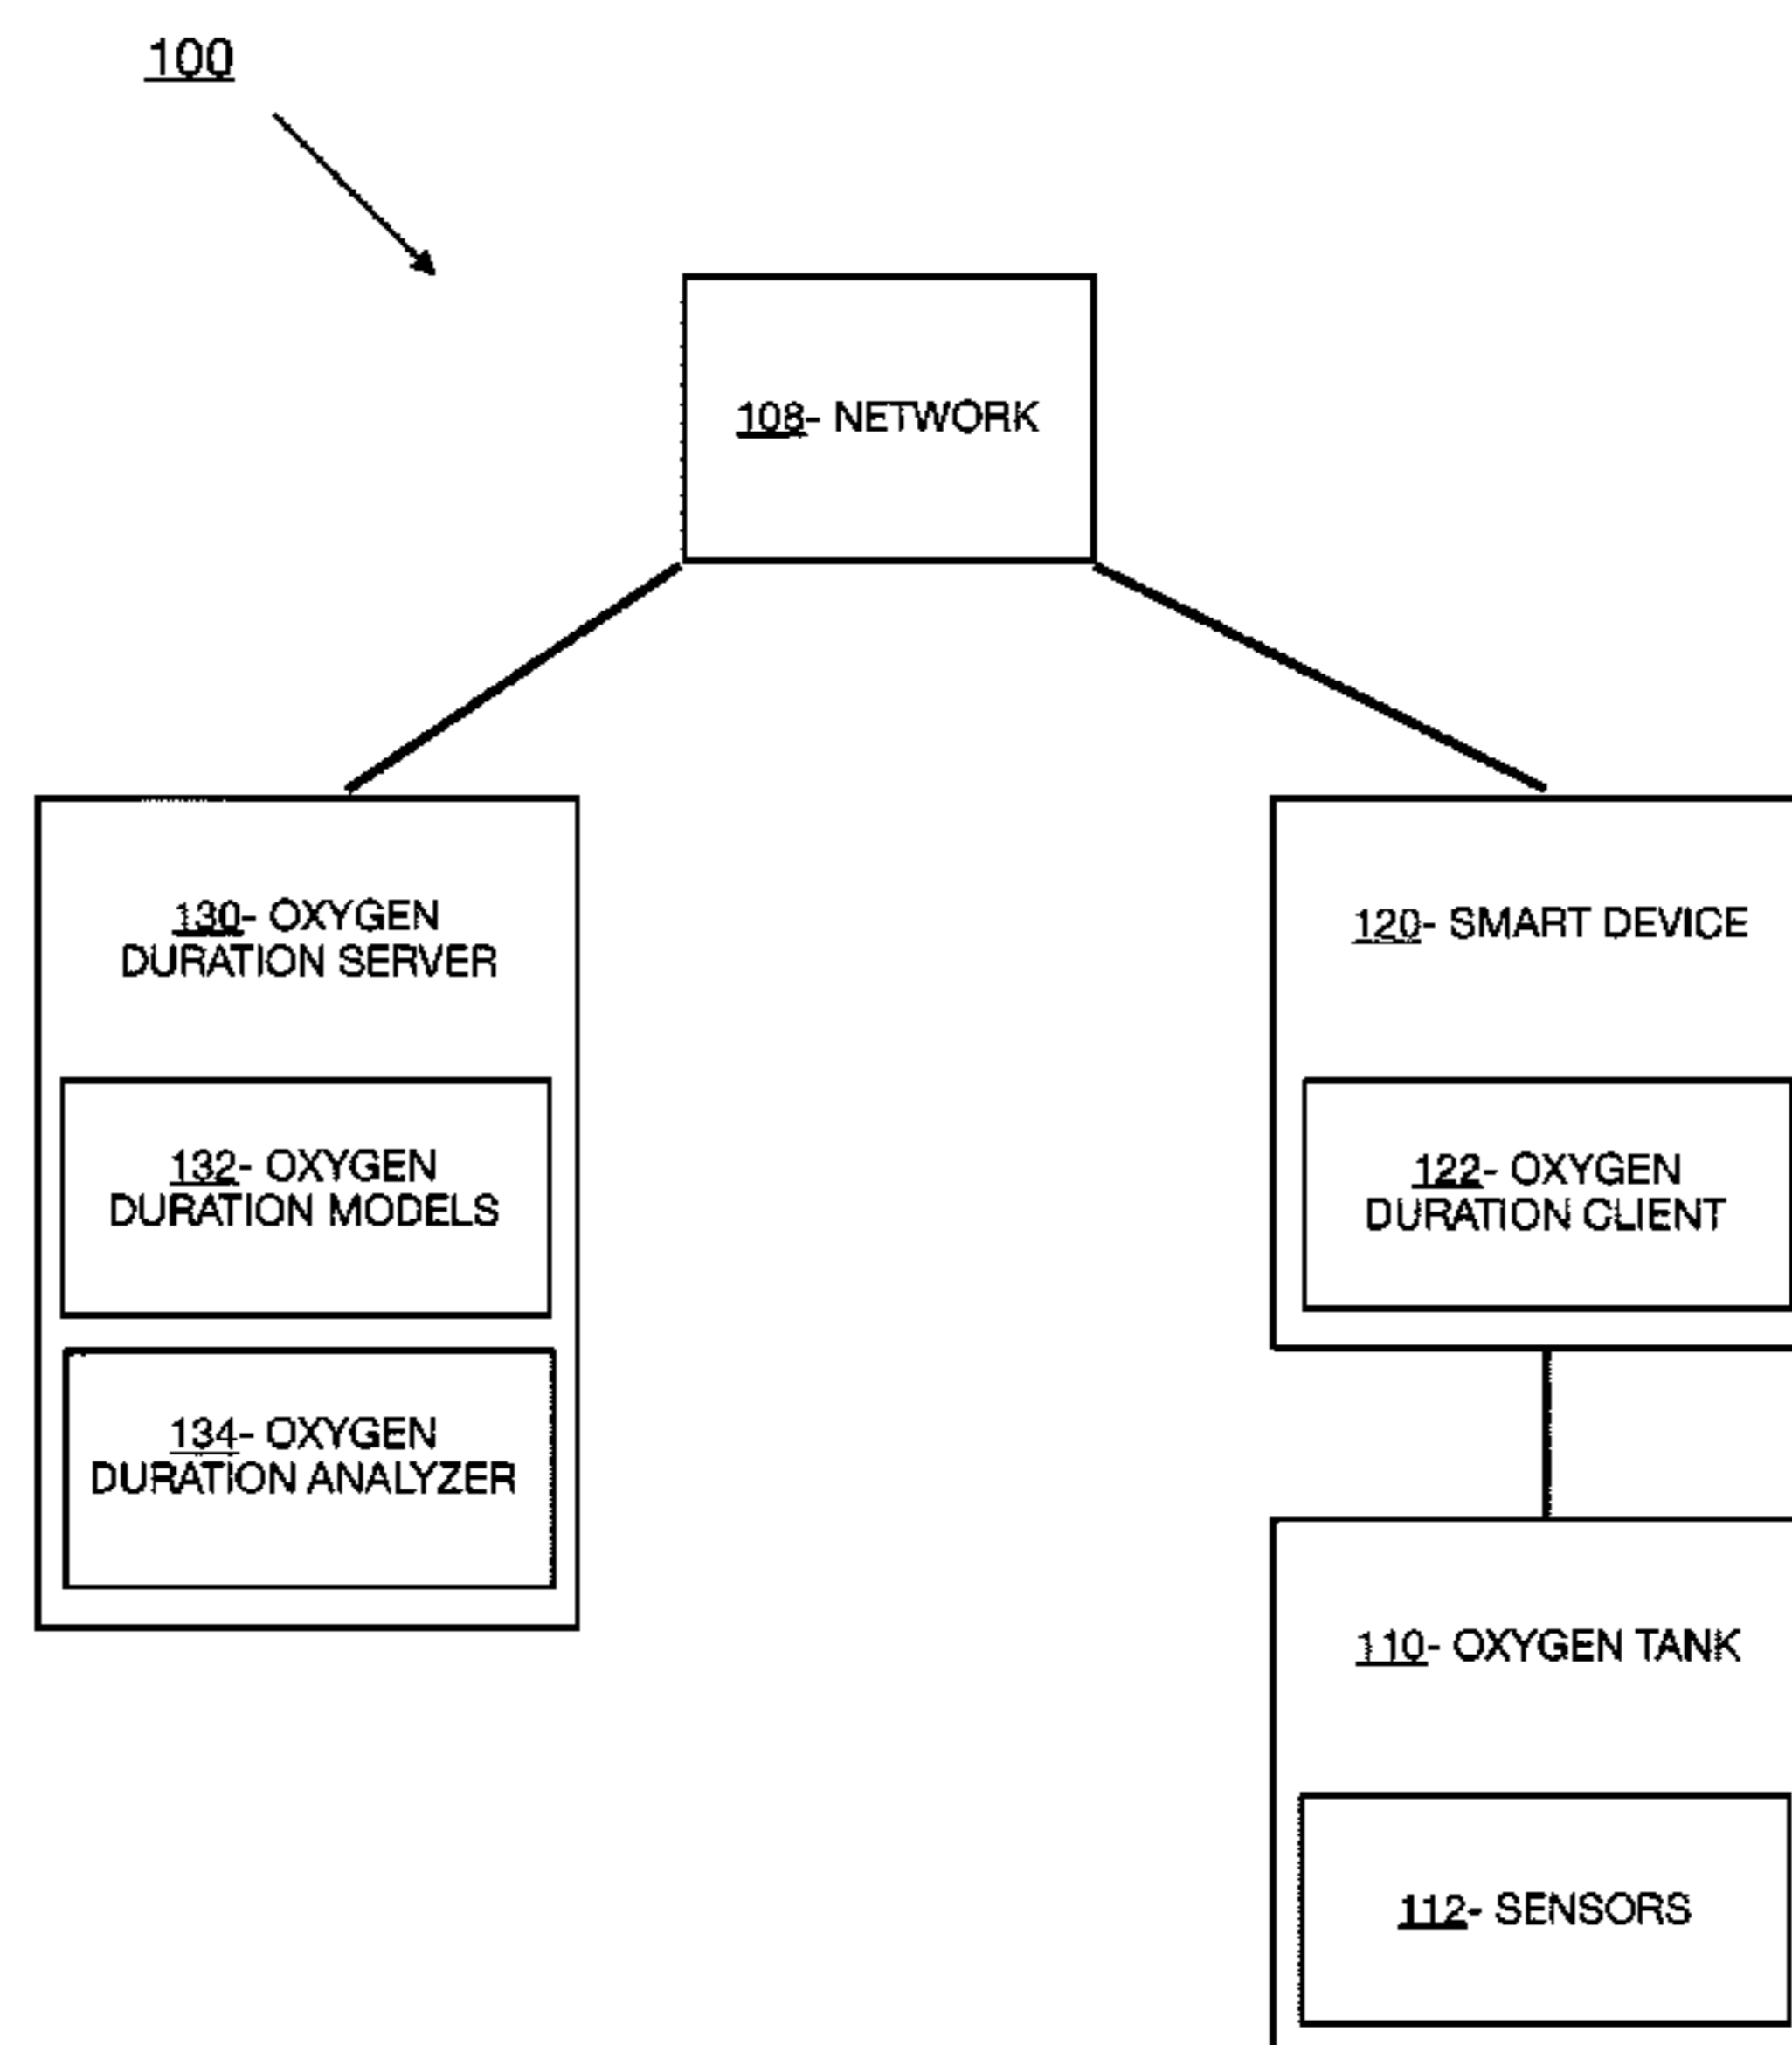 100
108- NETWORK
130- OXYGEN
DURATION SERVER
132- OXYGEN
DURATION MODELS
134- OXYGEN
DURATION ANALYZER
120- SMART DEVICE
122- OXYGEN
DURATION CLIENT
110- OXYGEN TANK
112- SENSORS